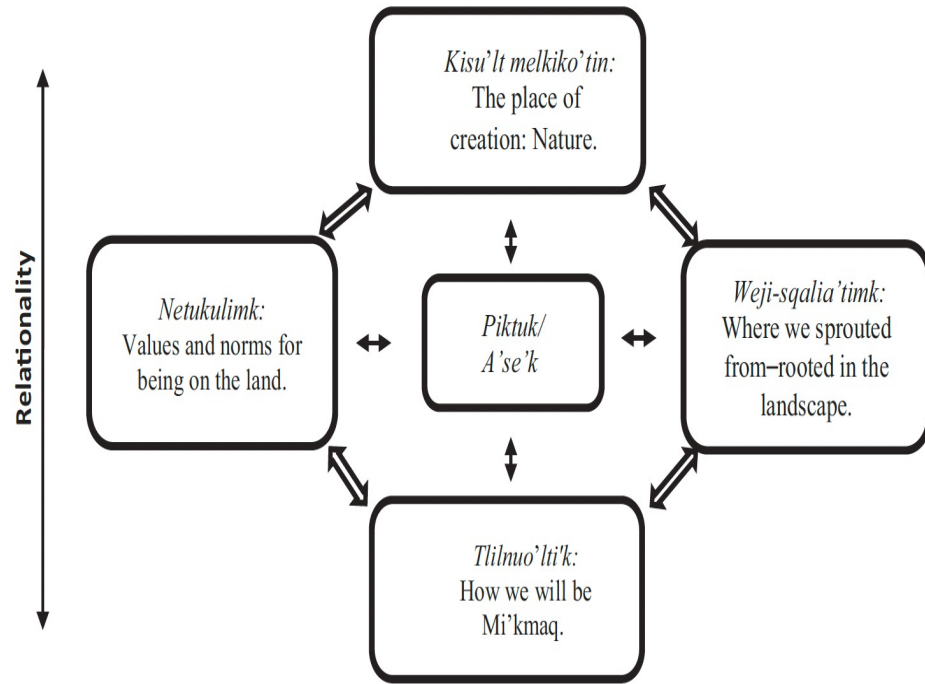 Kisu’lt melkiko’tin:
The place of
creation: Nature.
Relationality
Netukulimk:
Values and norms for
being on the land.
Piktuk/
A’se’k
Weji-sqalia’timk:
Where we sprouted
from–rooted in the
landscape.
Tlilnuo’lti'k:
How we will be
Mi’kmaq.